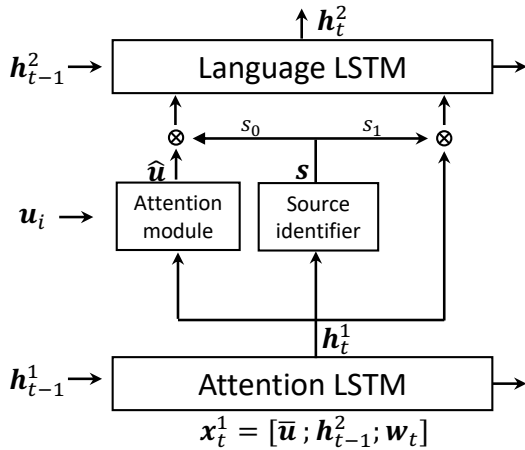 h_t^2
h_{t-1}^2
Language LSTM
⊗ s_0 s_1 ⊗
û s
u_i
Attention module
Source identifier
h_t^1
h_{t-1}^1
Attention LSTM
x_t^1 = [ū ; h_{t-1}^2; w_t]